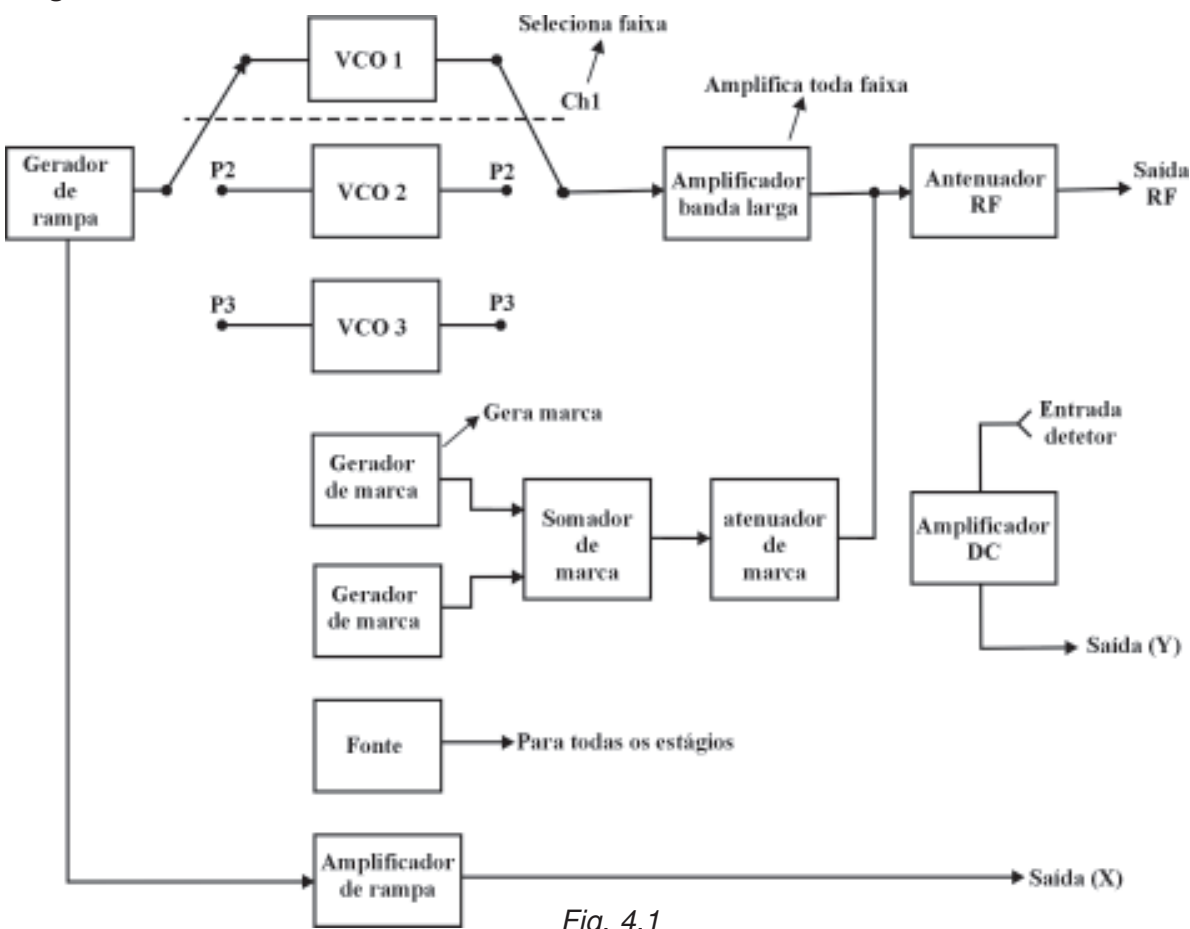 Seleciona faixa
VCO 1
Ch1
Amplifica toda faixa
Gerador
de
rampa
P2
VCO 2
P2
Amplificador
banda larga
Antenuador
RF
Saída
RF
P3
VCO 3
P3
Gera marca
Gerador
de marca
Somador
de
marca
atenuador
de
marca
Entrada
detetor
Amplificador
DC
Gerador
de marca
Saída (Y)
Fonte
Para todas os estágios
Amplificador
de rampa
Saída (X)
Fig. 4.1